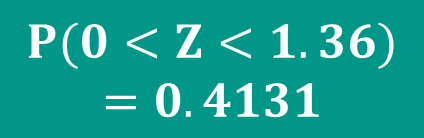 P(0 < Z < 1.36)
= 0.4131